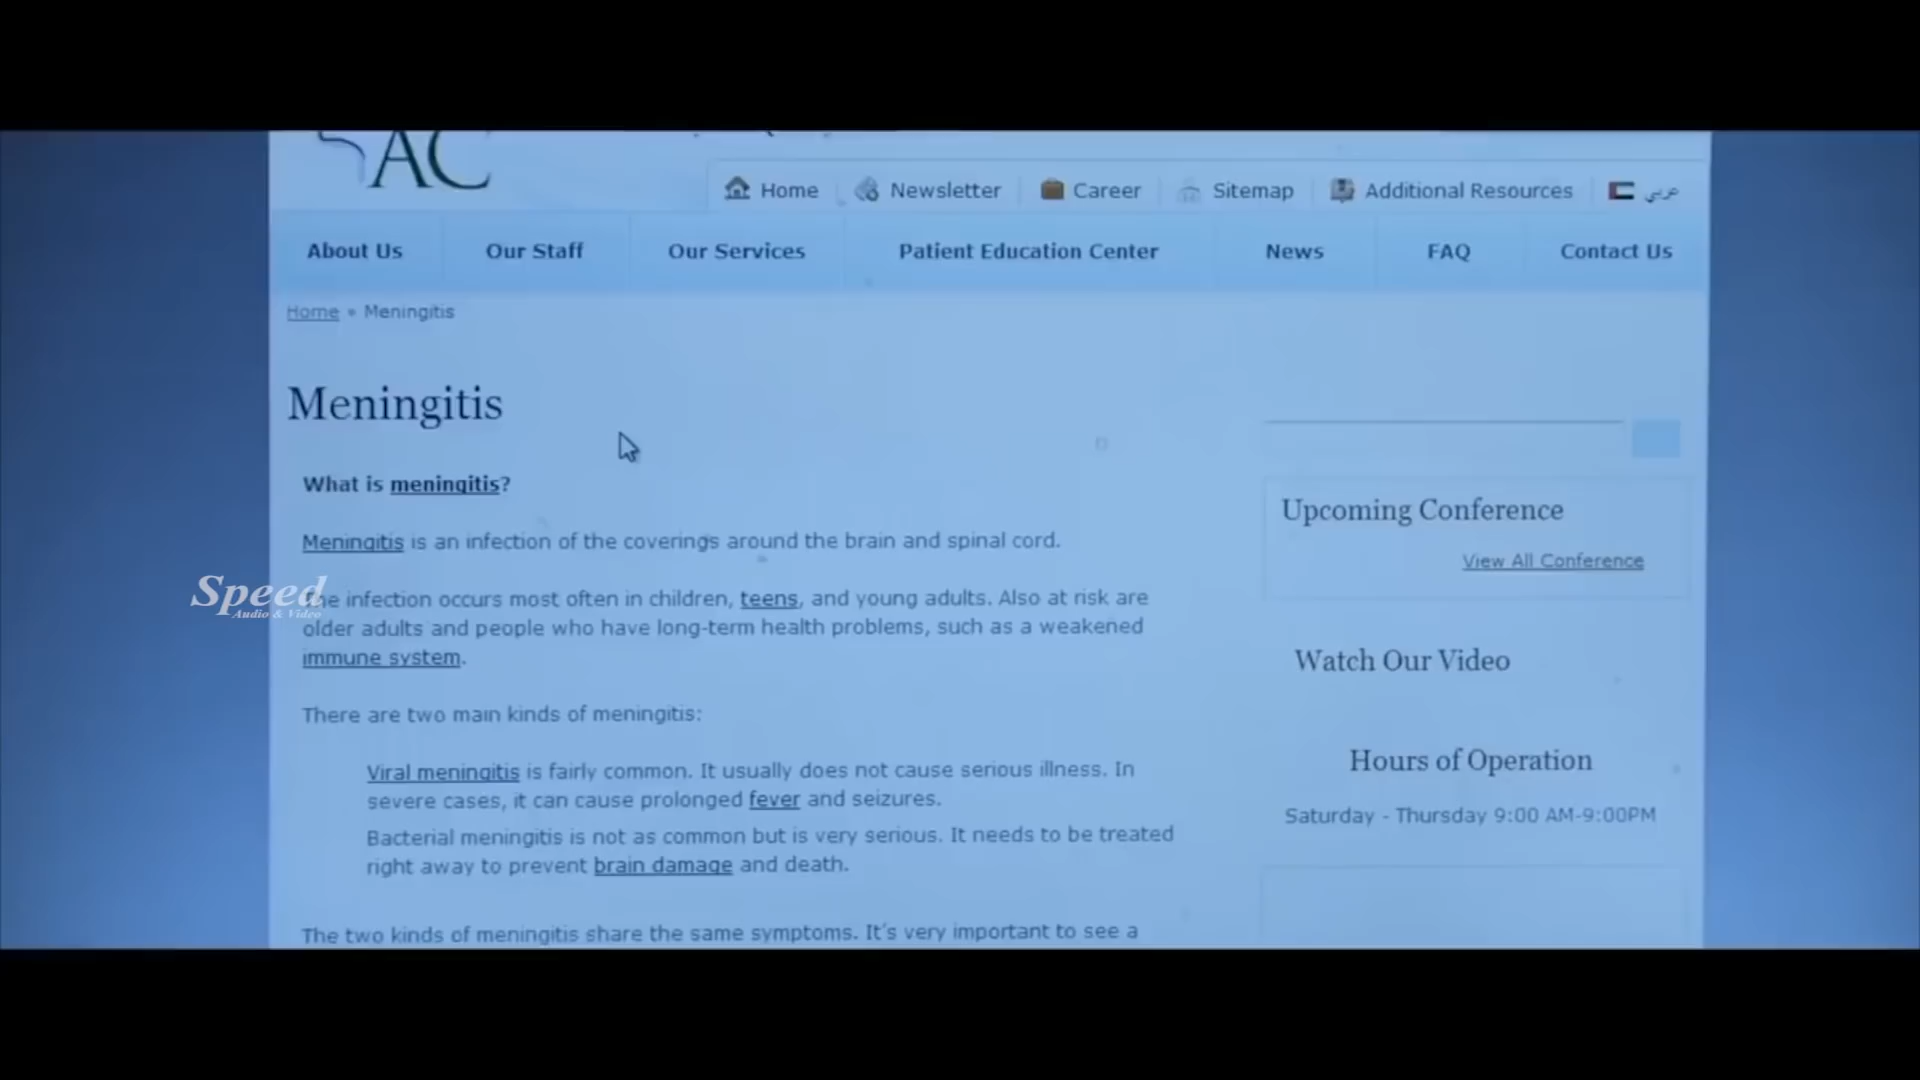 AC
Home
Newsletter
Career
Sitemap
Additional Resources
عربي
About Us
Our Staff
Our Services
Patient Education Center
News
FAQ
Contact Us
Home » Meningitis
Meningitis
What is meningitis?
Meningitis is an infection of the coverings around the brain and spinal cord.
infection occurs most often in children, teens, and young adults. Also at risk are
older adults and people who have long-term health problems, such as a weakened
immune system.
There are two main kinds of meningitis:
Viral meningitis is fairly common. It usually does not cause serious illness. In
severe cases, it can cause prolonged fever and seizures.
Bacterial meningitis is not as common but is very serious. It needs to be treated
right away to prevent brain damage and death.
The two kinds of meningitis share the same symptoms. It's very important to see a
Upcoming Conference
View All Conference
Watch Our Video
Hours of Operation
Saturday - Thursday 9:00 AM-9:00PM
Speed
Audio & Video